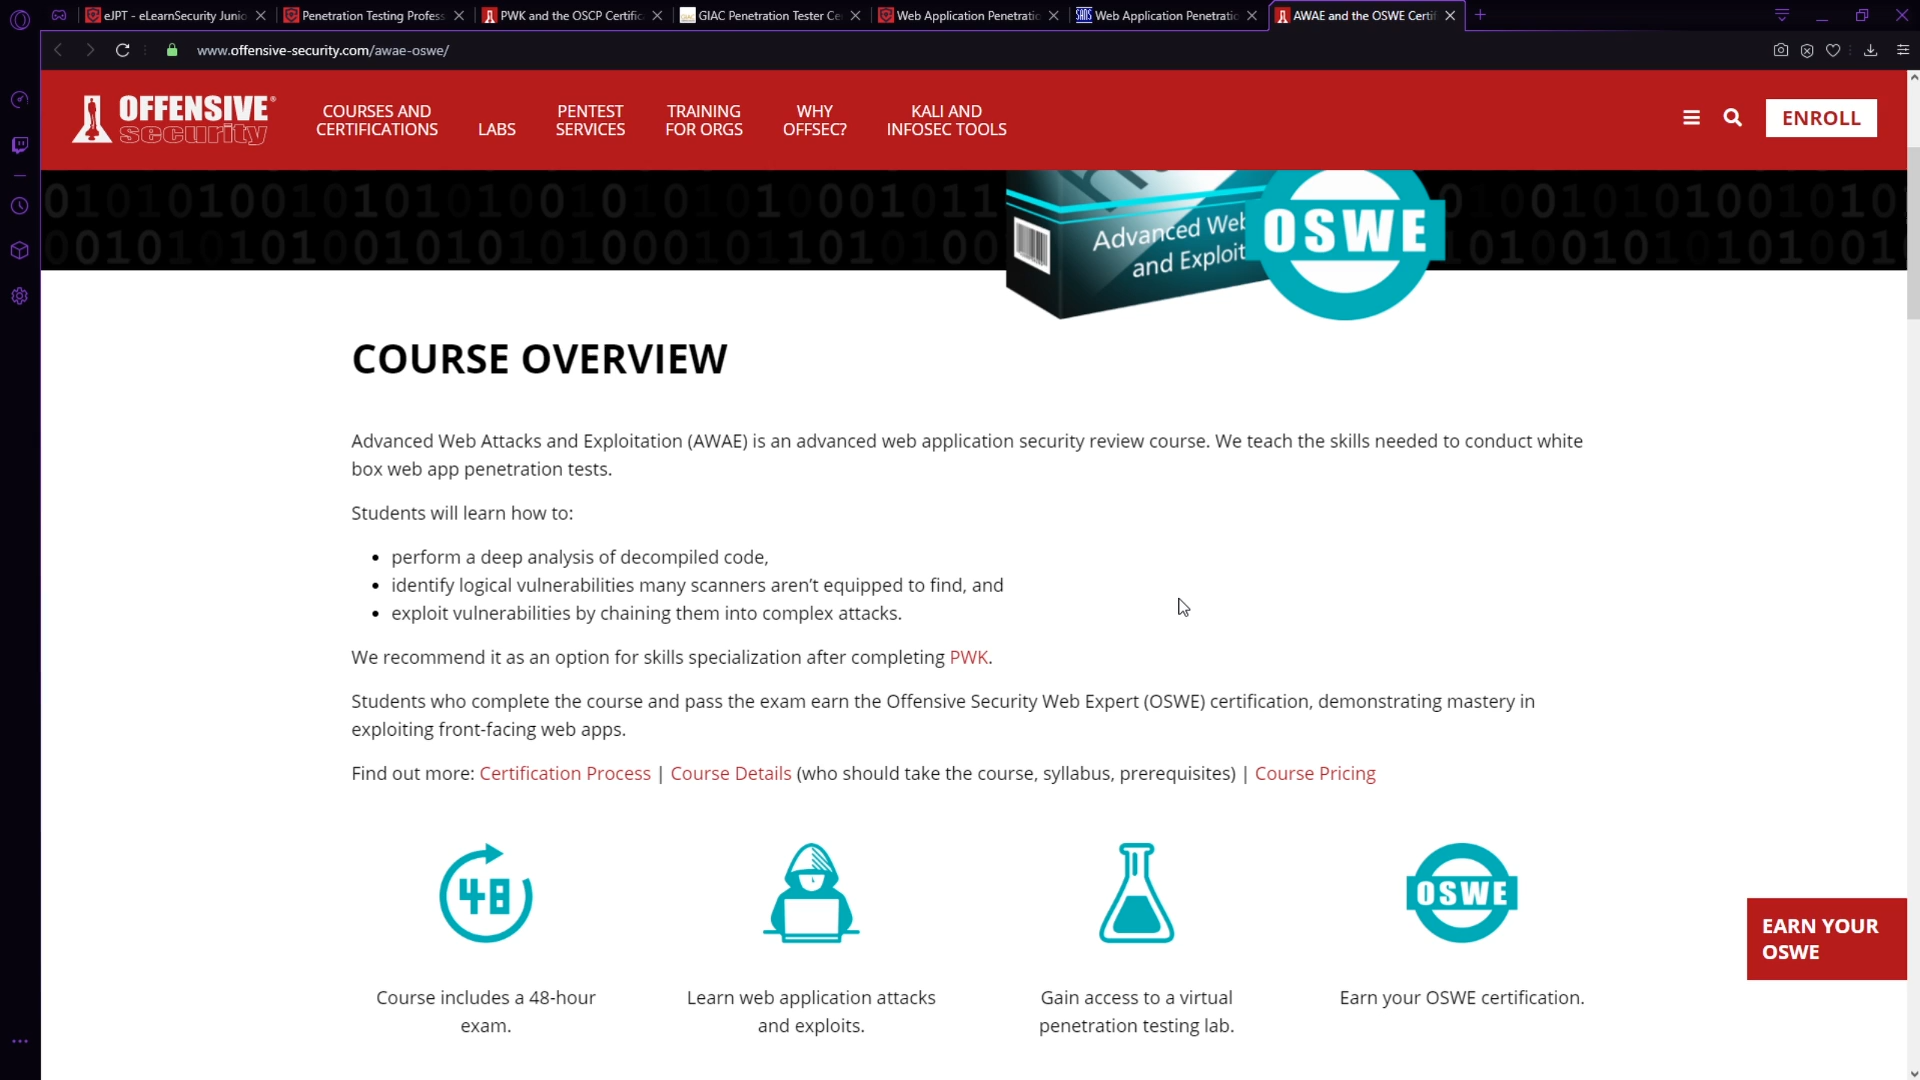 eJPT - eLearnSecurity Junio
Penetration Testing Profess
PWK and the OSCP Certific
GIAC Penetration Tester Ce
Web Application Penetratio
SANS
Web Application Penetratio
AWAE and the OSWE Certif
www.offensive-security.com/awae-oswe/
OFFENSIVE®
security
COURSES AND
CERTIFICATIONS
LABS
PENTEST
SERVICES
TRAINING
FOR ORGS
WHY
OFFSEC?
KALI AND
INFOSEC TOOLS
ENROLL
Advanced Web
and Exploit
OSWE
COURSE OVERVIEW
Advanced Web Attacks and Exploitation (AWAE) is an advanced web application security review course. We teach the skills needed to conduct white
box web app penetration tests.
Students will learn how to:
• perform a deep analysis of decompiled code,
• identify logical vulnerabilities many scanners aren’t equipped to find, and
• exploit vulnerabilities by chaining them into complex attacks.
We recommend it as an option for skills specialization after completing PWK.
Students who complete the course and pass the exam earn the Offensive Security Web Expert (OSWE) certification, demonstrating mastery in
exploiting front-facing web apps.
Find out more: Certification Process | Course Details (who should take the course, syllabus, prerequisites) | Course Pricing
48
OSWE
EARN YOUR
OSWE
Course includes a 48-hour
exam.
Learn web application attacks
and exploits.
Gain access to a virtual
penetration testing lab.
Earn your OSWE certification.